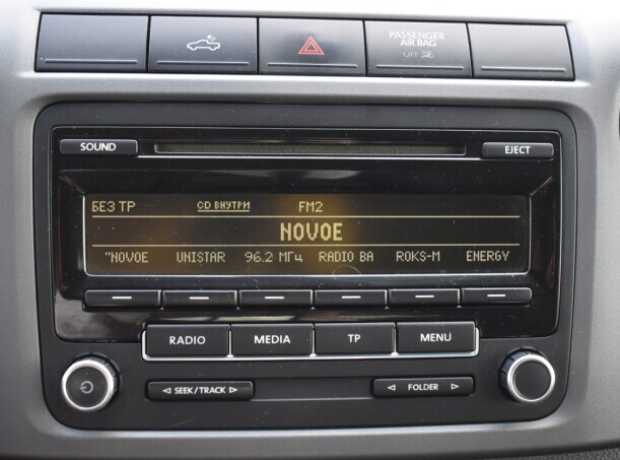 PASSENGER
AIR BAG
OFF
SOUND
EJECT
БЕЗ ТР CD ВНУТРИ FM2
NOVOE
"NOVOE UNISTAR 96.2 МГц RADIO BA ROKS-M ENERGY
RADIO MEDIA TP MENU
SEEK/TRACK FOLDER